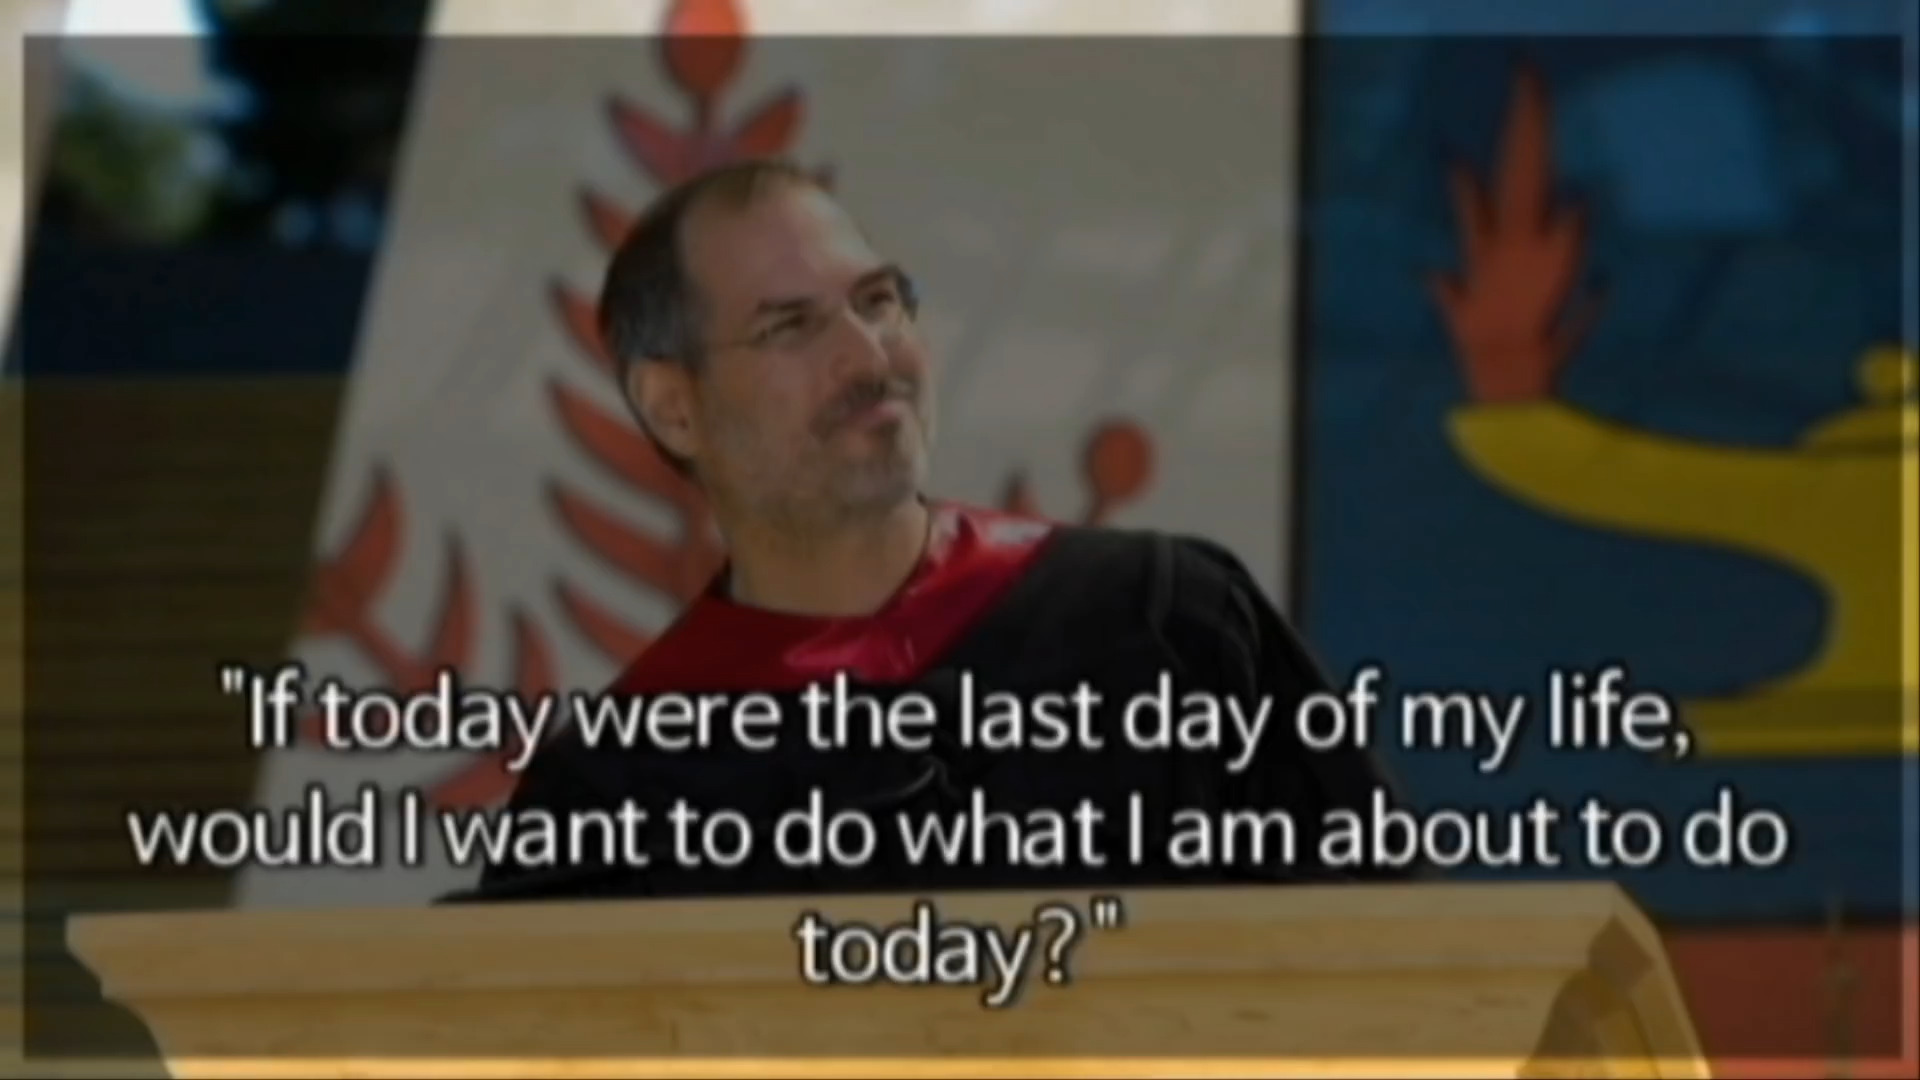 "If today were the last day of my life,
would I want to do what I am about to do
today?"